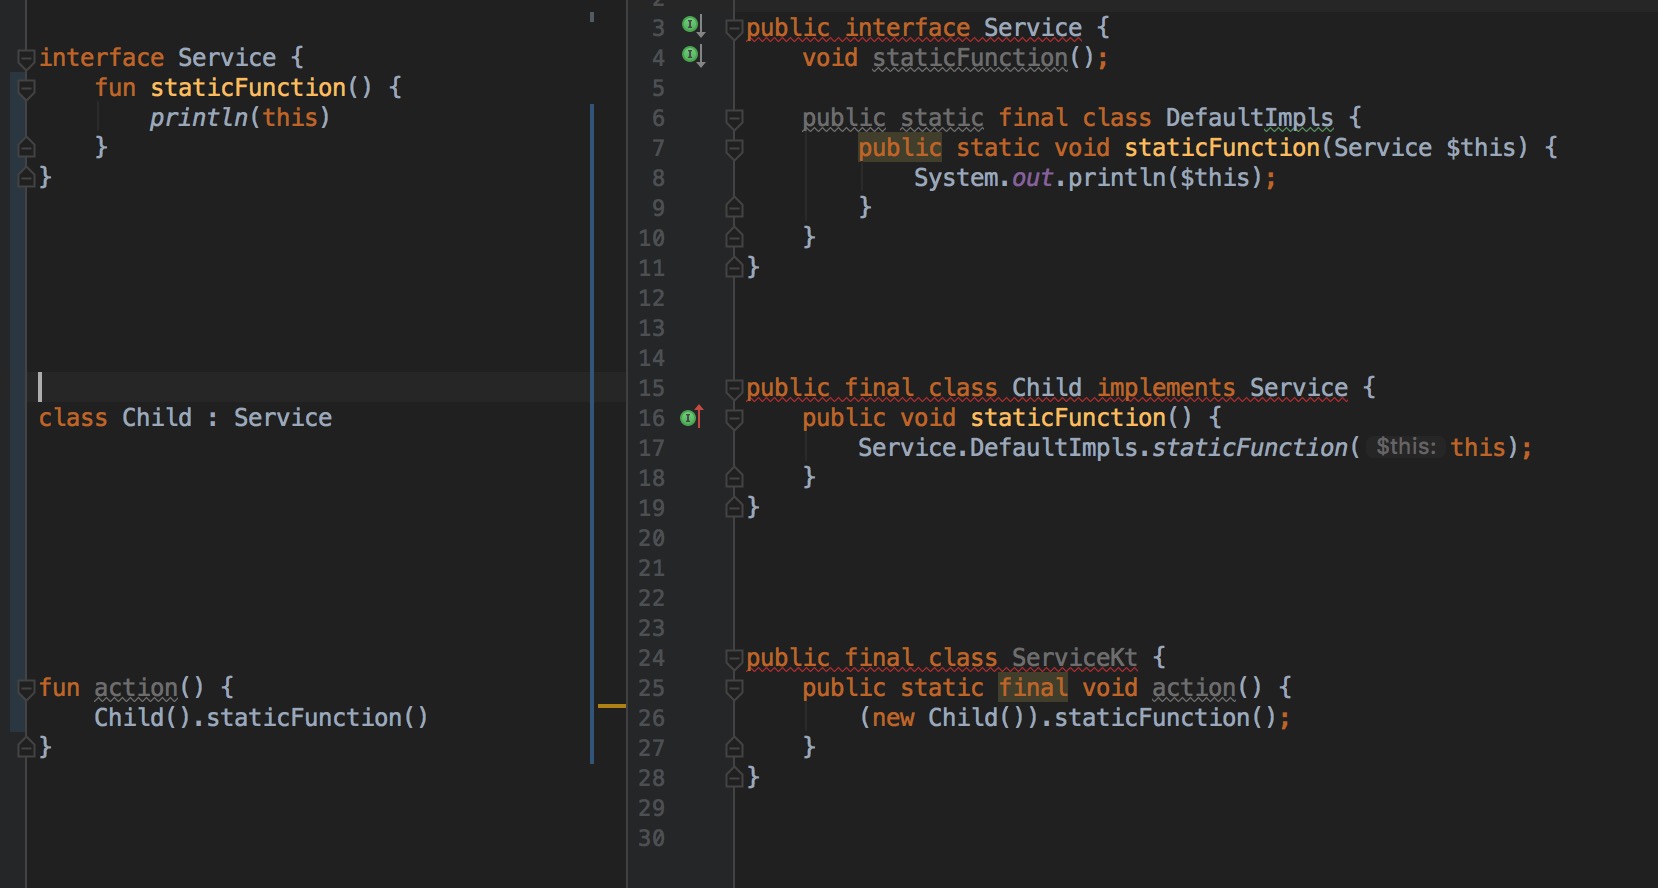 interface Service {
fun staticFunction() {
println(this)
}
}
class Child : Service
fun action() {
Child().staticFunction()
}
3 public interface Service {
4 void staticFunction();
5
6 public static final class DefaultImpls {
7 public static void staticFunction(Service $this) {
8 System.out.println($this);
9 }
10 }
11 }
12
13
14
15 public final class Child implements Service {
16 public void staticFunction() {
17 Service.DefaultImpls.staticFunction( $this: this);
18 }
19 }
20
21
22
23
24 public final class ServiceKt {
25 public static final void action() {
26 (new Child()).staticFunction();
27 }
28 }
29
30